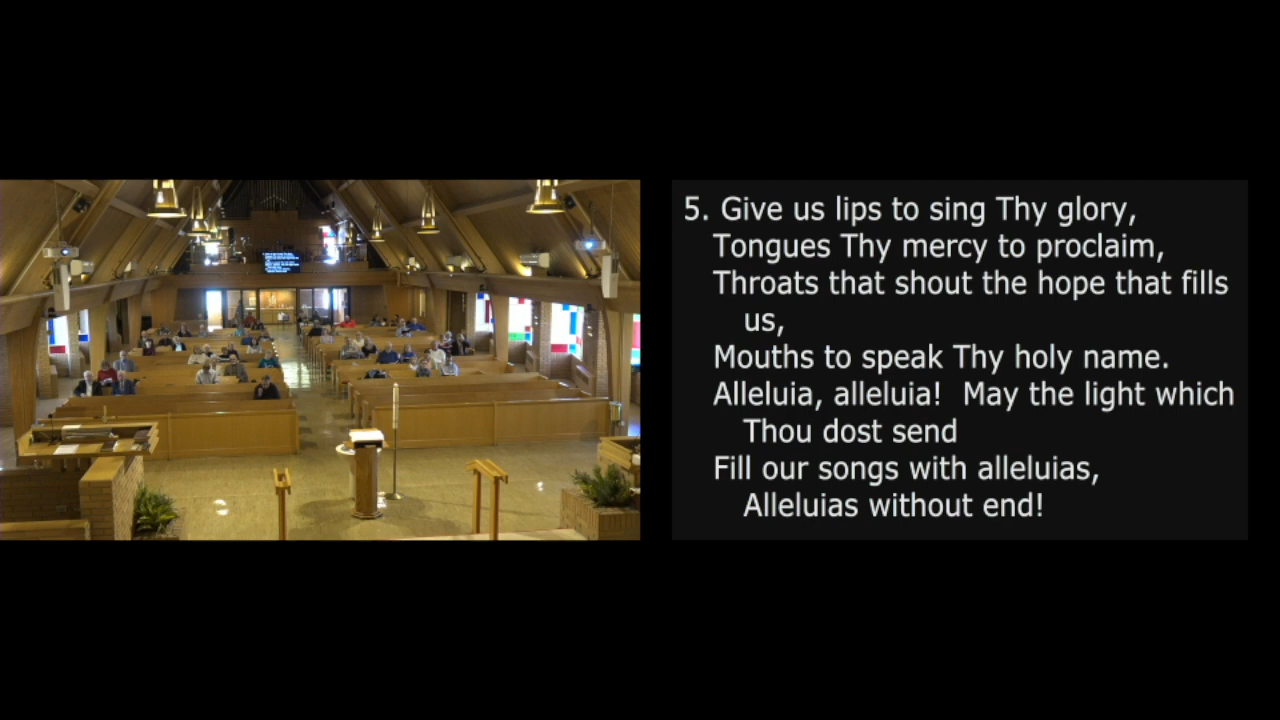 5. Give us lips to sing Thy glory,
Tongues Thy mercy to proclaim,
Throats that shout the hope that fills
us,
Mouths to speak Thy holy name.
Alleluia, alleluia!  May the light which
Thou dost send
Fill our songs with alleluias,
Alleluias without end!